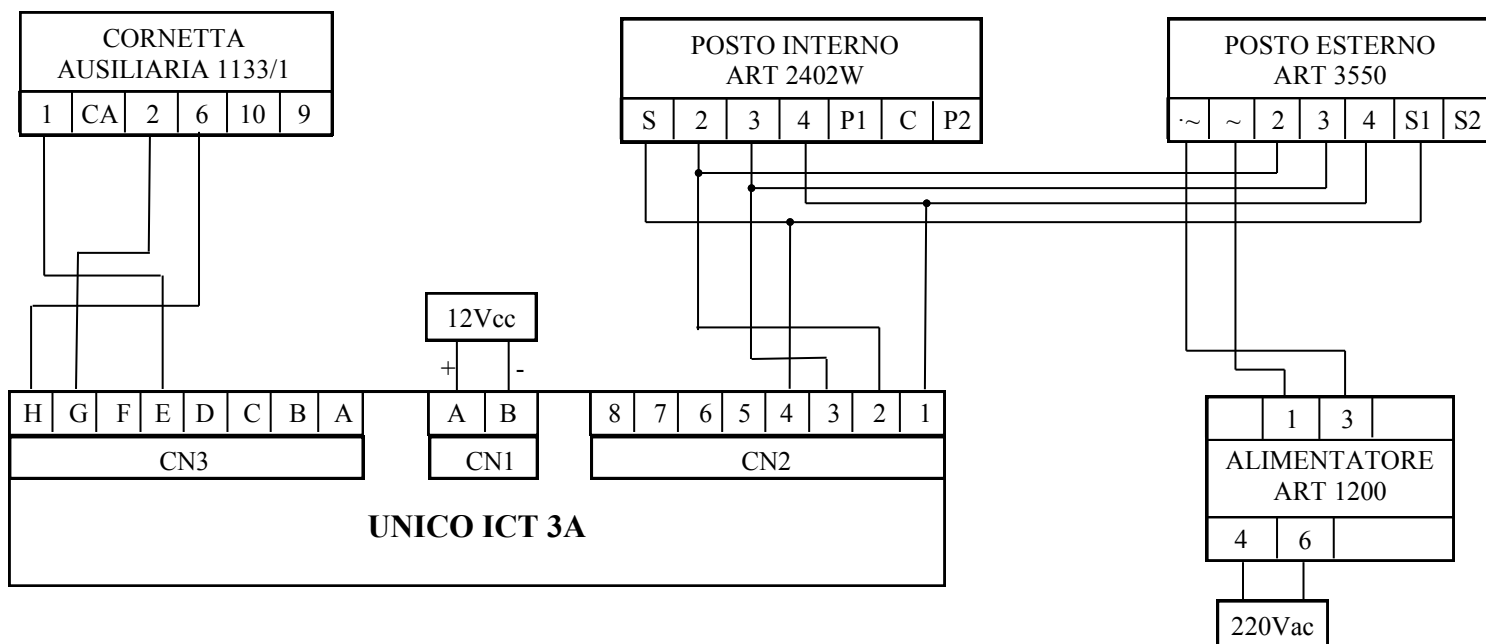 CORNETTA
AUSILIARIA 1133/1
1 CA 2 6 10 9
POSTO INTERNO
ART 2402W
S 2 3 4 P1 C P2
POSTO ESTERNO
ART 3550
·~ ~ 2 3 4 S1 S2
12Vcc
+ -
H G F E D C B A
CN3
A B
CN1
8 7 6 5 4 3 2 1
CN2
UNICO ICT 3A
1 3
ALIMENTATORE
ART 1200
4 6
220Vac